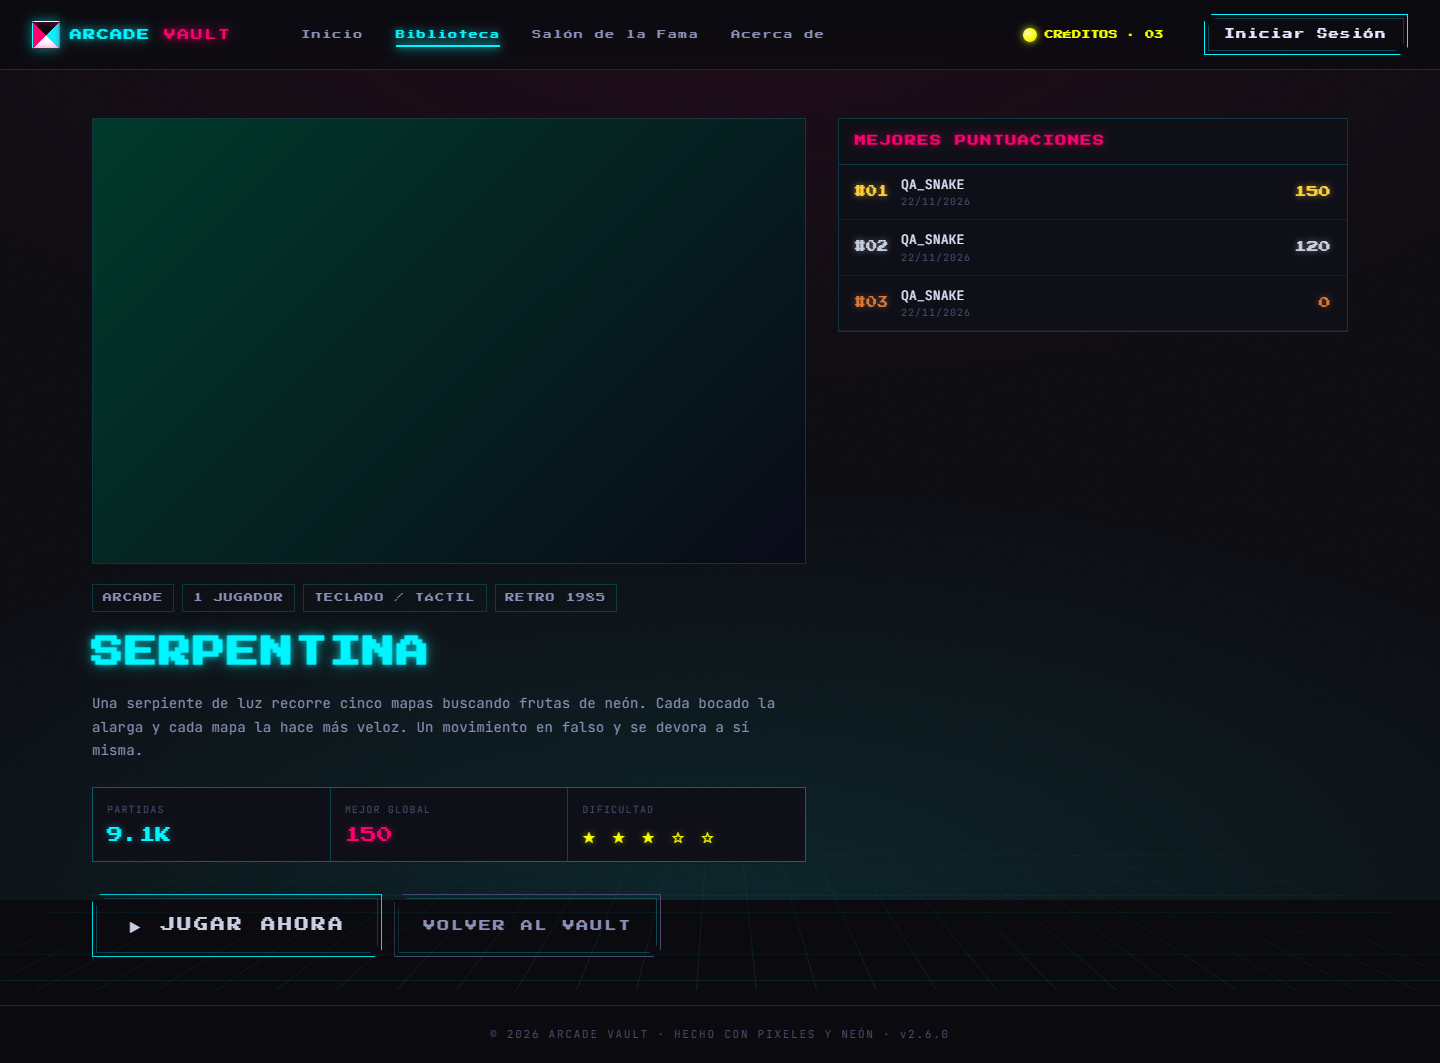 ARCADE VAULT
Inicio Biblioteca Salón de la Fama Acerca de
CRÉDITOS · 03
Iniciar Sesión
MEJORES PUNTUACIONES
#01 QA_SNAKE 150
22/11/2026
#02 QA_SNAKE 120
22/11/2026
#03 QA_SNAKE 0
22/11/2026
ARCADE
1 JUGADOR
TECLADO / TÁCTIL
RETRO 1985
SERPENTINA
Una serpiente de luz recorre cinco mapas buscando frutas de neón. Cada bocado la
alarga y cada mapa la hace más veloz. Un movimiento en falso y se devora a sí
misma.
PARTIDAS
9.1K
MEJOR GLOBAL
150
DIFICULTAD
★ ★ ★ ☆ ☆
▶ JUGAR AHORA
VOLVER AL VAULT
© 2026 ARCADE VAULT · HECHO CON PIXELES Y NEÓN · v2.6.0